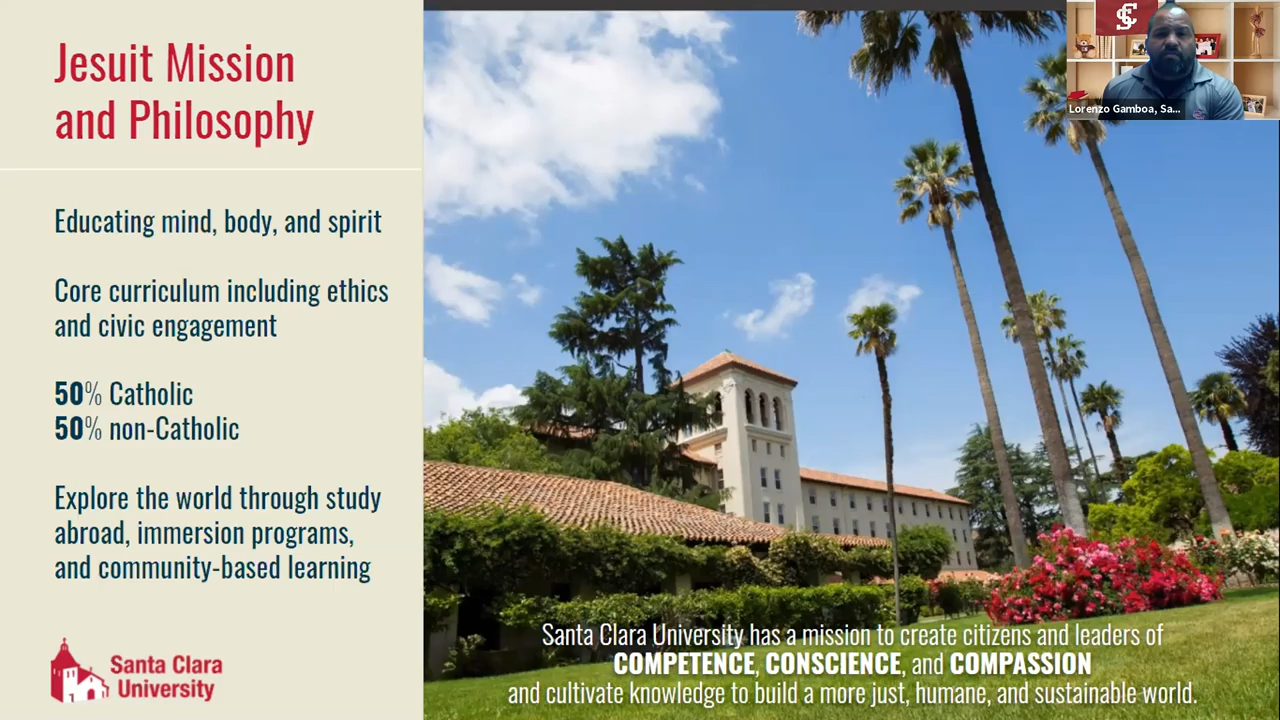 Jesuit Mission
and Philosophy
Educating mind, body, and spirit
Core curriculum including ethics
and civic engagement
50% Catholic
50% non-Catholic
Explore the world through study
abroad, immersion programs,
and community-based learning
Santa Clara
University
Santa Clara University has a mission to create citizens and leaders of
COMPETENCE, CONSCIENCE, and COMPASSION
and cultivate knowledge to build a more just, humane, and sustainable world.
SC
Lorenzo Gamboa, Sa...